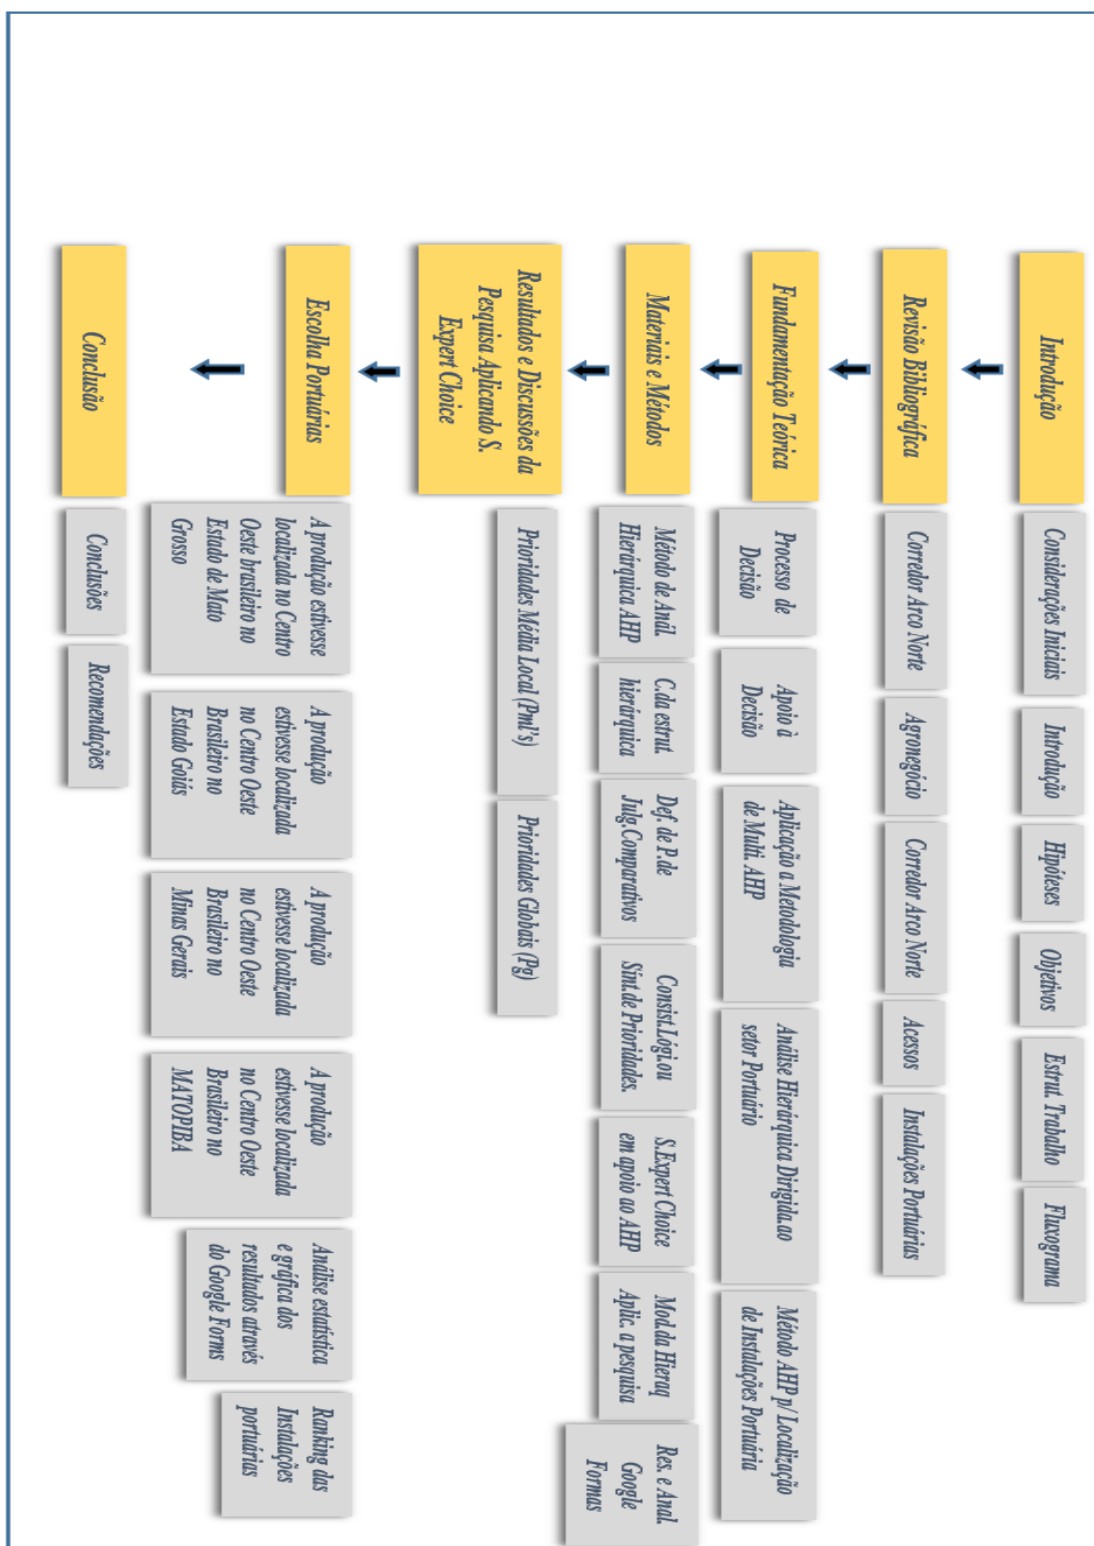 Introdução
Considerações Iniciais
Introdução
Hipóteses
Objetivos
Estrut. Trabalho
Fluxograma
Revisão Bibliográfica
Corredor Arco Norte
Agronegócio
Corredor Arco Norte
Acessos
Instalações Portuárias
Fundamentação Teórica
Processo de
Decisão
Apoio à
Decisão
Aplicação a Metodologia
de Multi. AHP
Análise Hierárquica Dirigida.ao
setor Portuário
Método AHP p/ Localização
de Instalações Portuária
Materiais e Métodos
Método de Anál.
Hierárquica AHP
C.da estrut.
hierárquica
Def. de P.de
Julg.Comparativos
Consist.Lógi.ou
Sínt.de Prioridades.
S.Expert Choice
em apoio ao AHP
Mod.da Hieraq
Aplic. a pesquisa
Res. e Anal.
Google
Formas
Resultados e Discussões da
Pesquisa Aplicando S.
Expert Choice
Prioridades Média Local (Pml's)
Prioridades Globais (Pg)
Escolha Portuárias
A produção estivesse
localizada no Centro
Oeste brasileiro no
Estado de Mato
Grosso
A produção
estivesse localizada
no Centro Oeste
Brasileiro no
Estado Goiás
A produção
estivesse localizada
no Centro Oeste
Brasileiro no
Minas Gerais
A produção
estivesse localizada
no Centro Oeste
Brasileiro no
MATOPIBA
Análise estatística
e gráfica dos
resultados através
do Google Forms
Ranking das
Instalações
portuárias
Conclusão
Conclusões
Recomendações